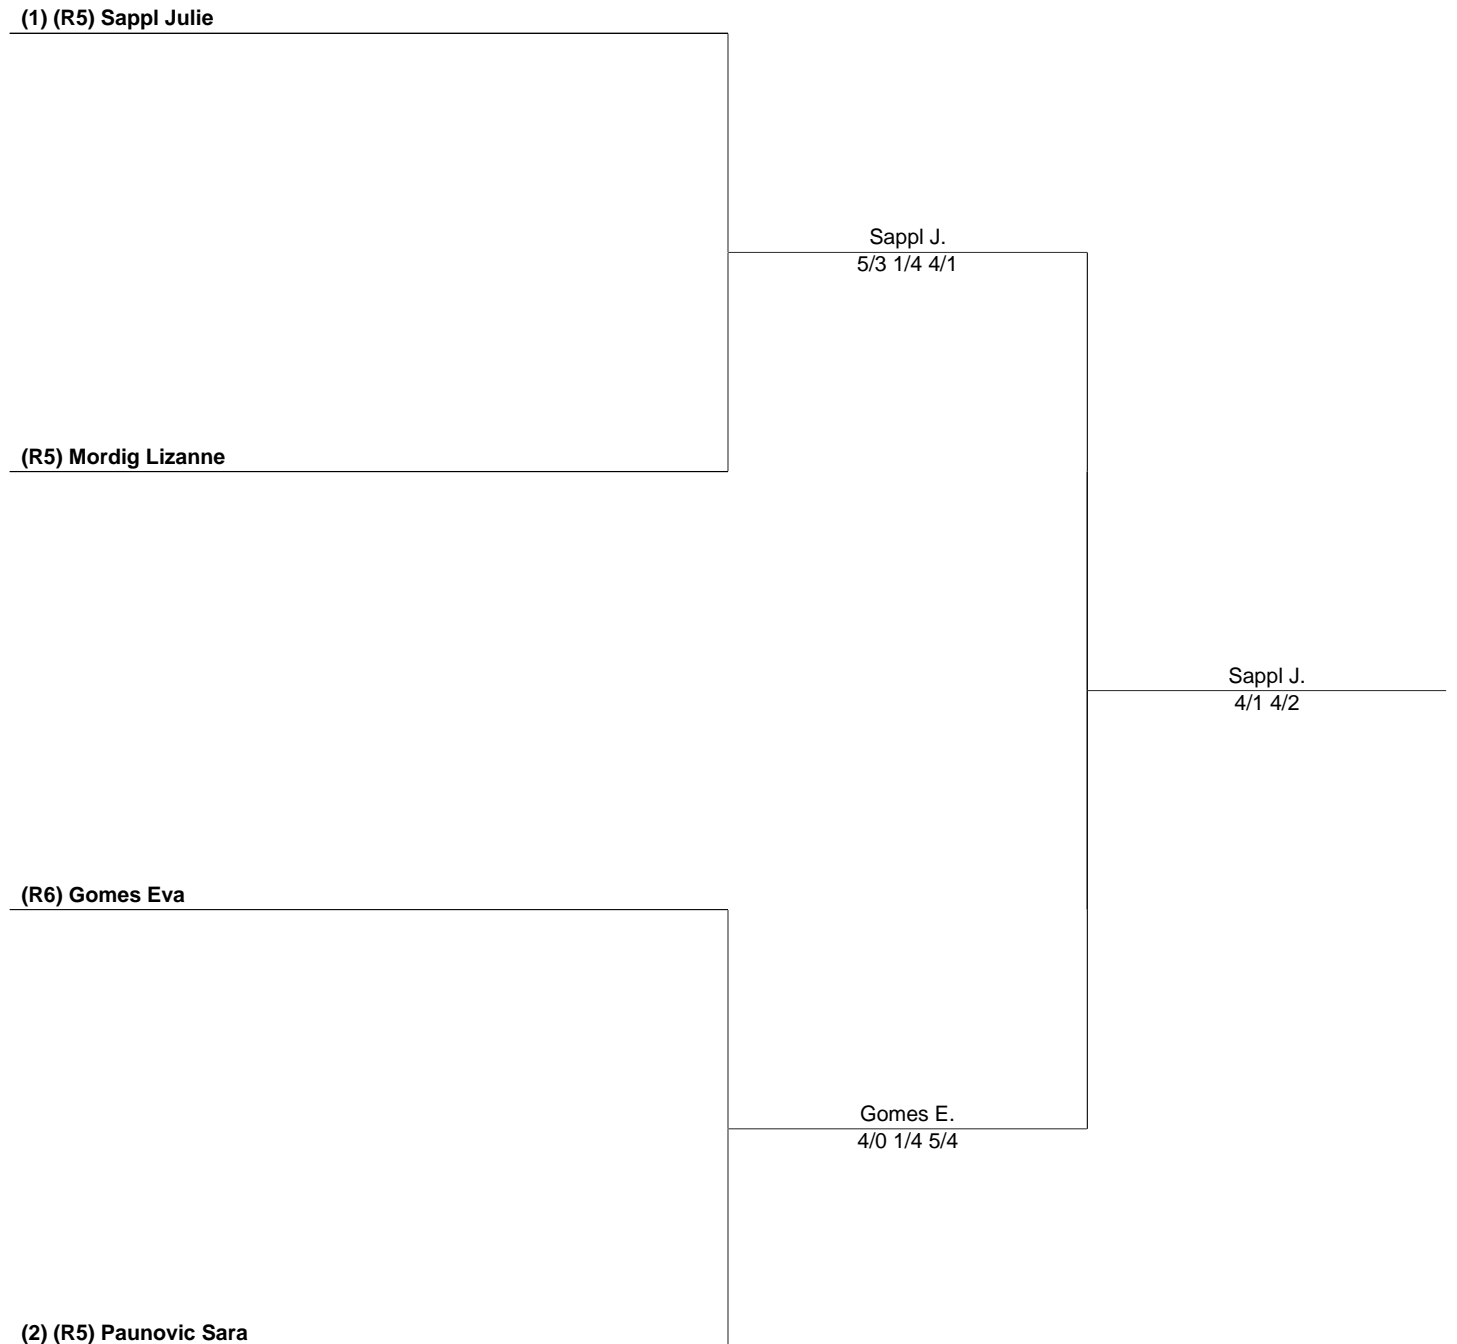 (1) (R5) Sappl Julie
Sappl J.
5/3 1/4 4/1
(R5) Mordig Lizanne
Sappl J.
4/1 4/2
(R6) Gomes Eva
Gomes E.
4/0 1/4 5/4
(2) (R5) Paunovic Sara